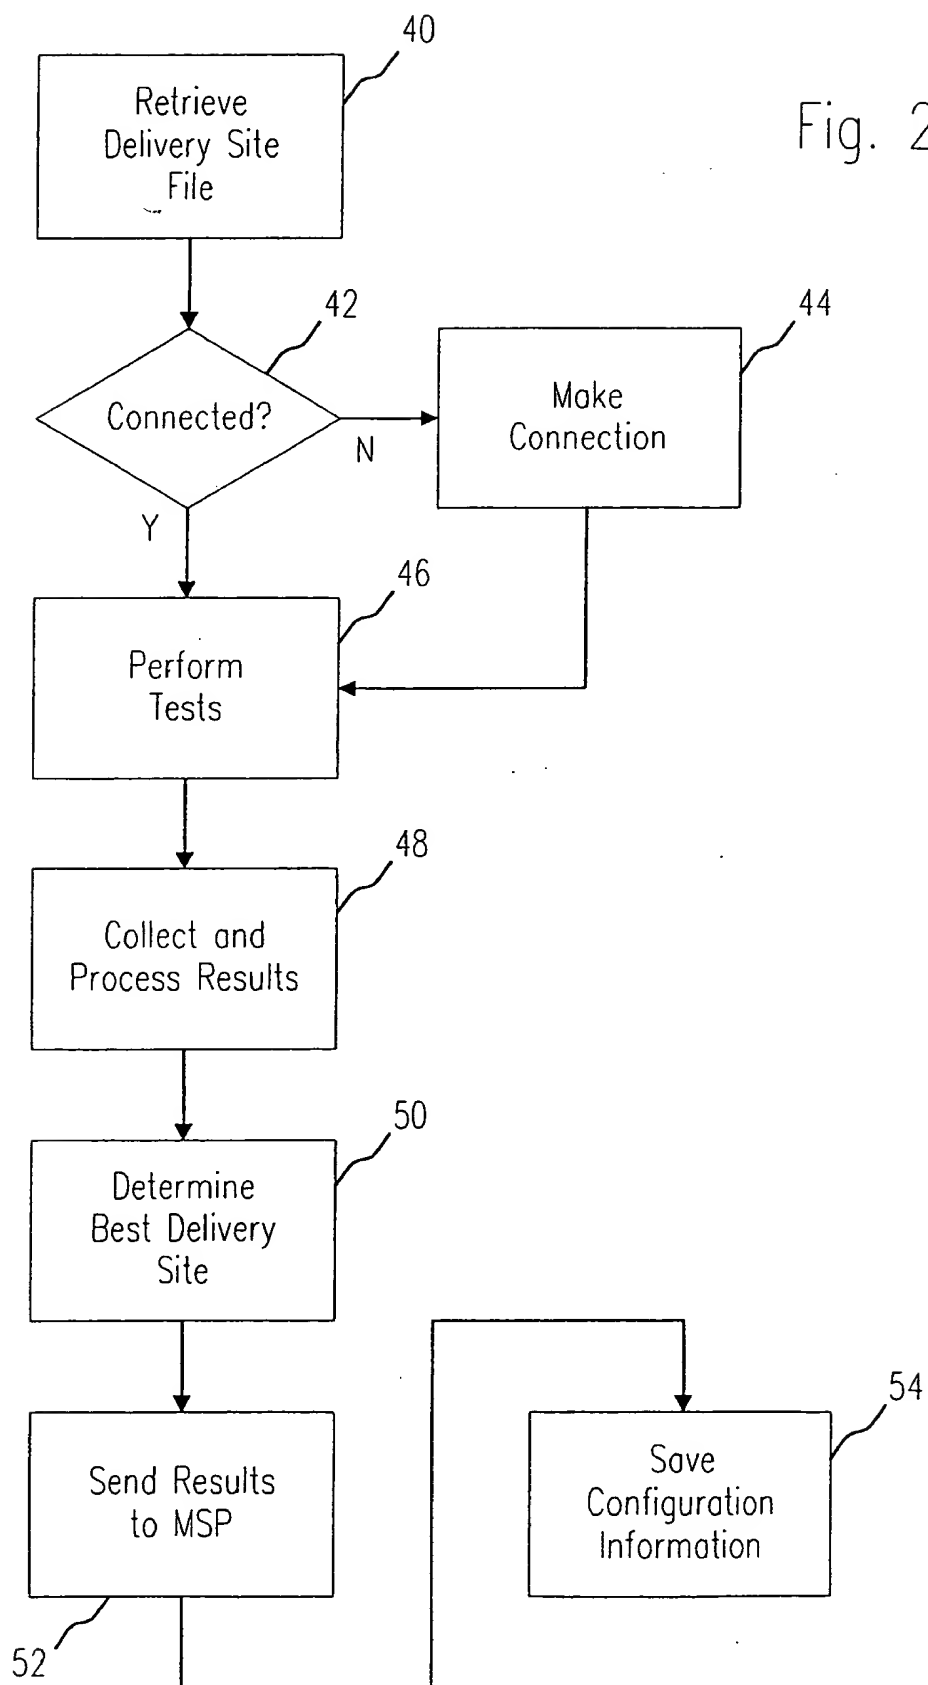 40
Retrieve
Delivery Site
File
Fig. 2
42
Connected?
N
Y
44
Make
Connection
46
Perform
Tests
48
Collect and
Process Results
50
Determine
Best Delivery
Site
Send Results
to MSP
52
54
Save
Configuration
Information